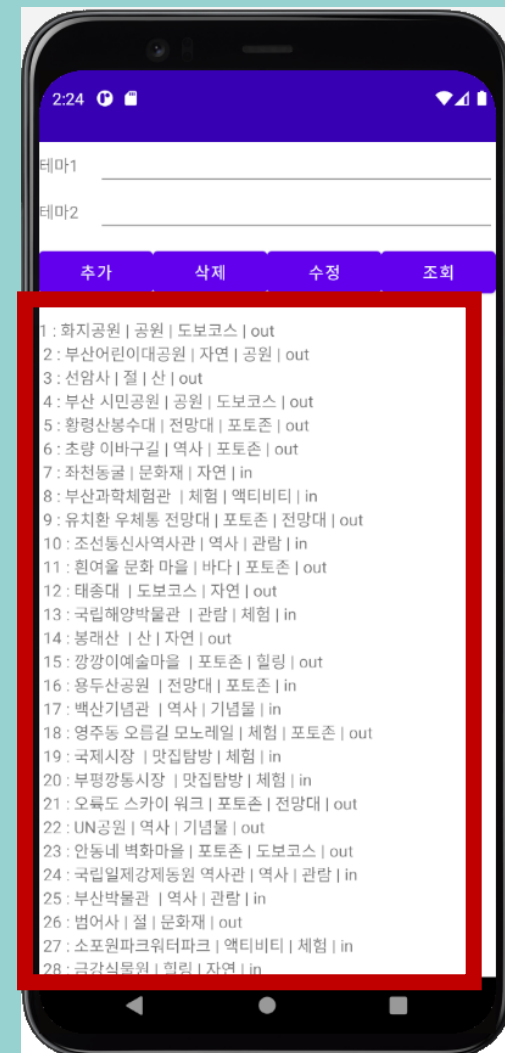 2:24
테마1
테마2
추가 삭제 수정 조회
1 : 화지공원 | 공원 | 도보코스 | out
2 : 부산어린이대공원 | 자연 | 공원 | out
3 : 선암사 | 절 | 산 | out
4 : 부산 시민공원 | 공원 | 도보코스 | out
5 : 황령산봉수대 | 전망대 | 포토존 | out
6 : 초량 이바구길 | 역사 | 포토존 | out
7 : 좌천동굴 | 문화재 | 자연 | in
8 : 부산과학체험관 | 체험 | 액티비티 | in
9 : 유치환 우체통 전망대 | 포토존 | 전망대 | out
10 : 조선통신사역사관 | 역사 | 관람 | in
11 : 흰여울 문화 마을 | 바다 | 포토존 | out
12 : 태종대 | 도보코스 | 자연 | out
13 : 국립해양박물관 | 관람 | 체험 | in
14 : 봉래산 | 산 | 자연 | out
15 : 깡깡이예술마을 | 포토존 | 힐링 | out
16 : 용두산공원 | 전망대 | 포토존 | in
17 : 백산기념관 | 역사 | 기념물 | in
18 : 영주동 오름길 모노레일 | 체험 | 포토존 | out
19 : 국제시장 | 맛집탐방 | 체험 | in
20 : 부평깡통시장 | 맛집탐방 | 체험 | in
21 : 오륙도 스카이 워크 | 포토존 | 전망대 | out
22 : UN공원 | 역사 | 기념물 | out
23 : 안동네 벽화마을 | 포토존 | 도보코스 | out
24 : 국립일제강제동원 역사관 | 역사 | 관람 | in
25 : 부산박물관 | 역사 | 관람 | in
26 : 범어사 | 절 | 문화재 | out
27 : 소포원파크워터파크 | 액티비티 | 체험 | in
28 : 금강식물원 | 힐링 | 자연 | in